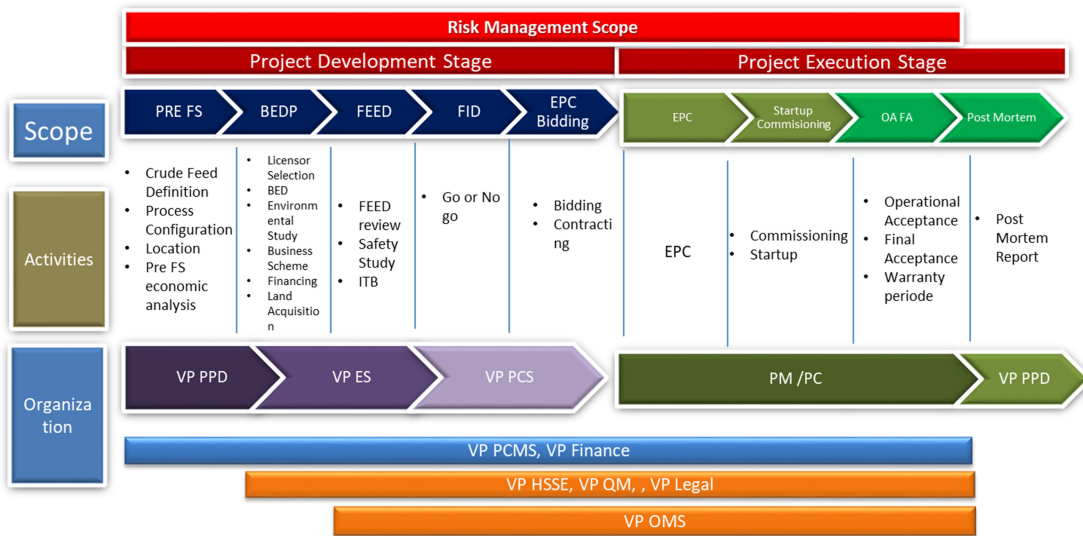 Risk Management Scope
Project Development Stage
Project Execution Stage
Scope
PRE FS
BEDP
FEED
FID
EPC
Bidding
EPC
Startup
Commisioning
OA FA
Post Mortem
Activities
• Crude Feed
Definition
• Process
Configuration
• Location
• Pre FS
economic
analysis
• Licensor
Selection
• BED
• Environm
ental
Study
• Business
Scheme
• Financing
• Land
Acquisitio
n
• FEED
review
• Safety
Study
• ITB
• Go or No
go
• Bidding
• Contracti
ng
EPC
• Commissioning
• Startup
• Operational
Acceptance
• Final
Acceptance
• Warranty
periode
• Post
Mortem
Report
Organiza
tion
VP PPD
VP ES
VP PCS
PM /PC
VP PPD
VP PCMS, VP Finance
VP HSSE, VP QM, , VP Legal
VP OMS